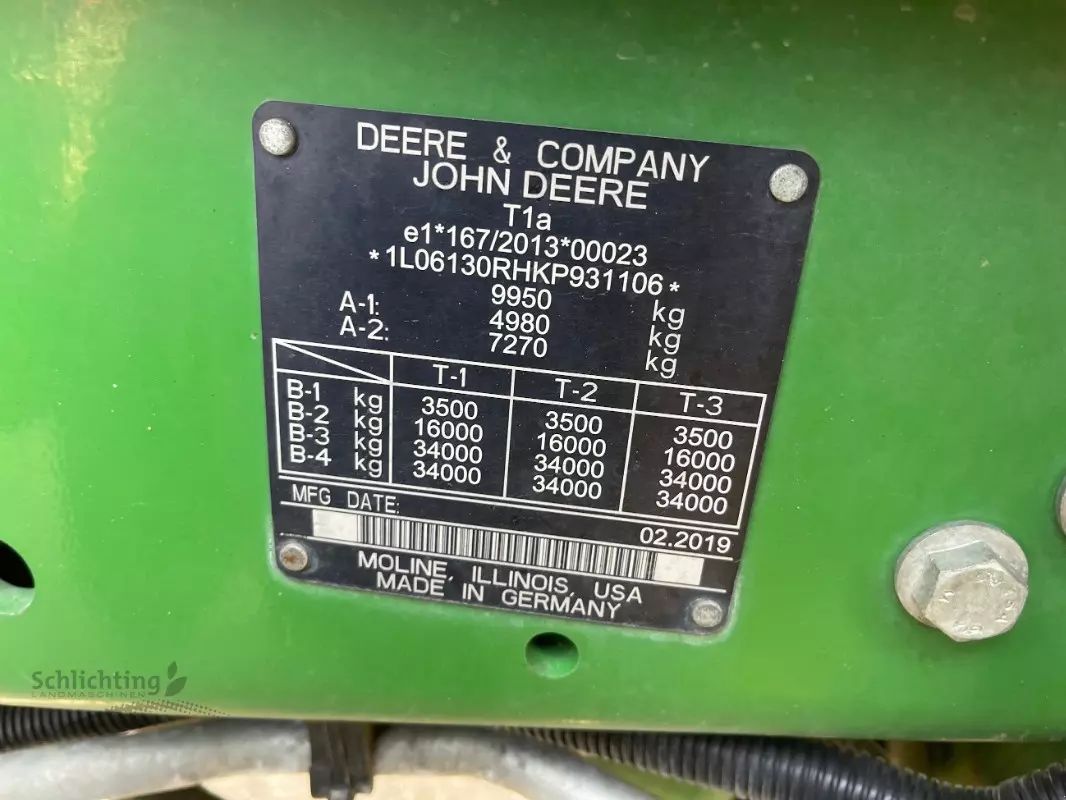 DEERE & COMPANY
JOHN DEERE
T1a
e1*167/2013*00023
*1L06130RHKP931106*
9950 kg
A-1: 4980 kg
A-2: 7270 kg
T-1 T-2 T-3
B-1 kg 3500 3500 3500
B-2 kg 16000 16000 16000
B-3 kg 34000 34000 34000
B-4 kg 34000 34000 34000
MFG DATE:
02.2019
MOLINE, ILLINOIS, USA
MADE IN GERMANY
Schlichting
LANDMASCHINEN